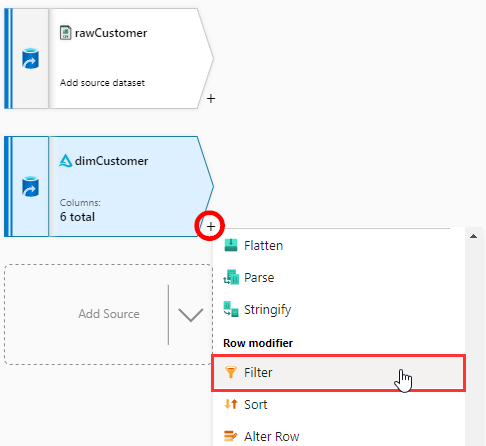 rawCustomer
Add source dataset
+
dimCustomer
Columns:
6 total
+
Flatten
Parse
Stringify
Add Source
Row modifier
Filter
Sort
Alter Row